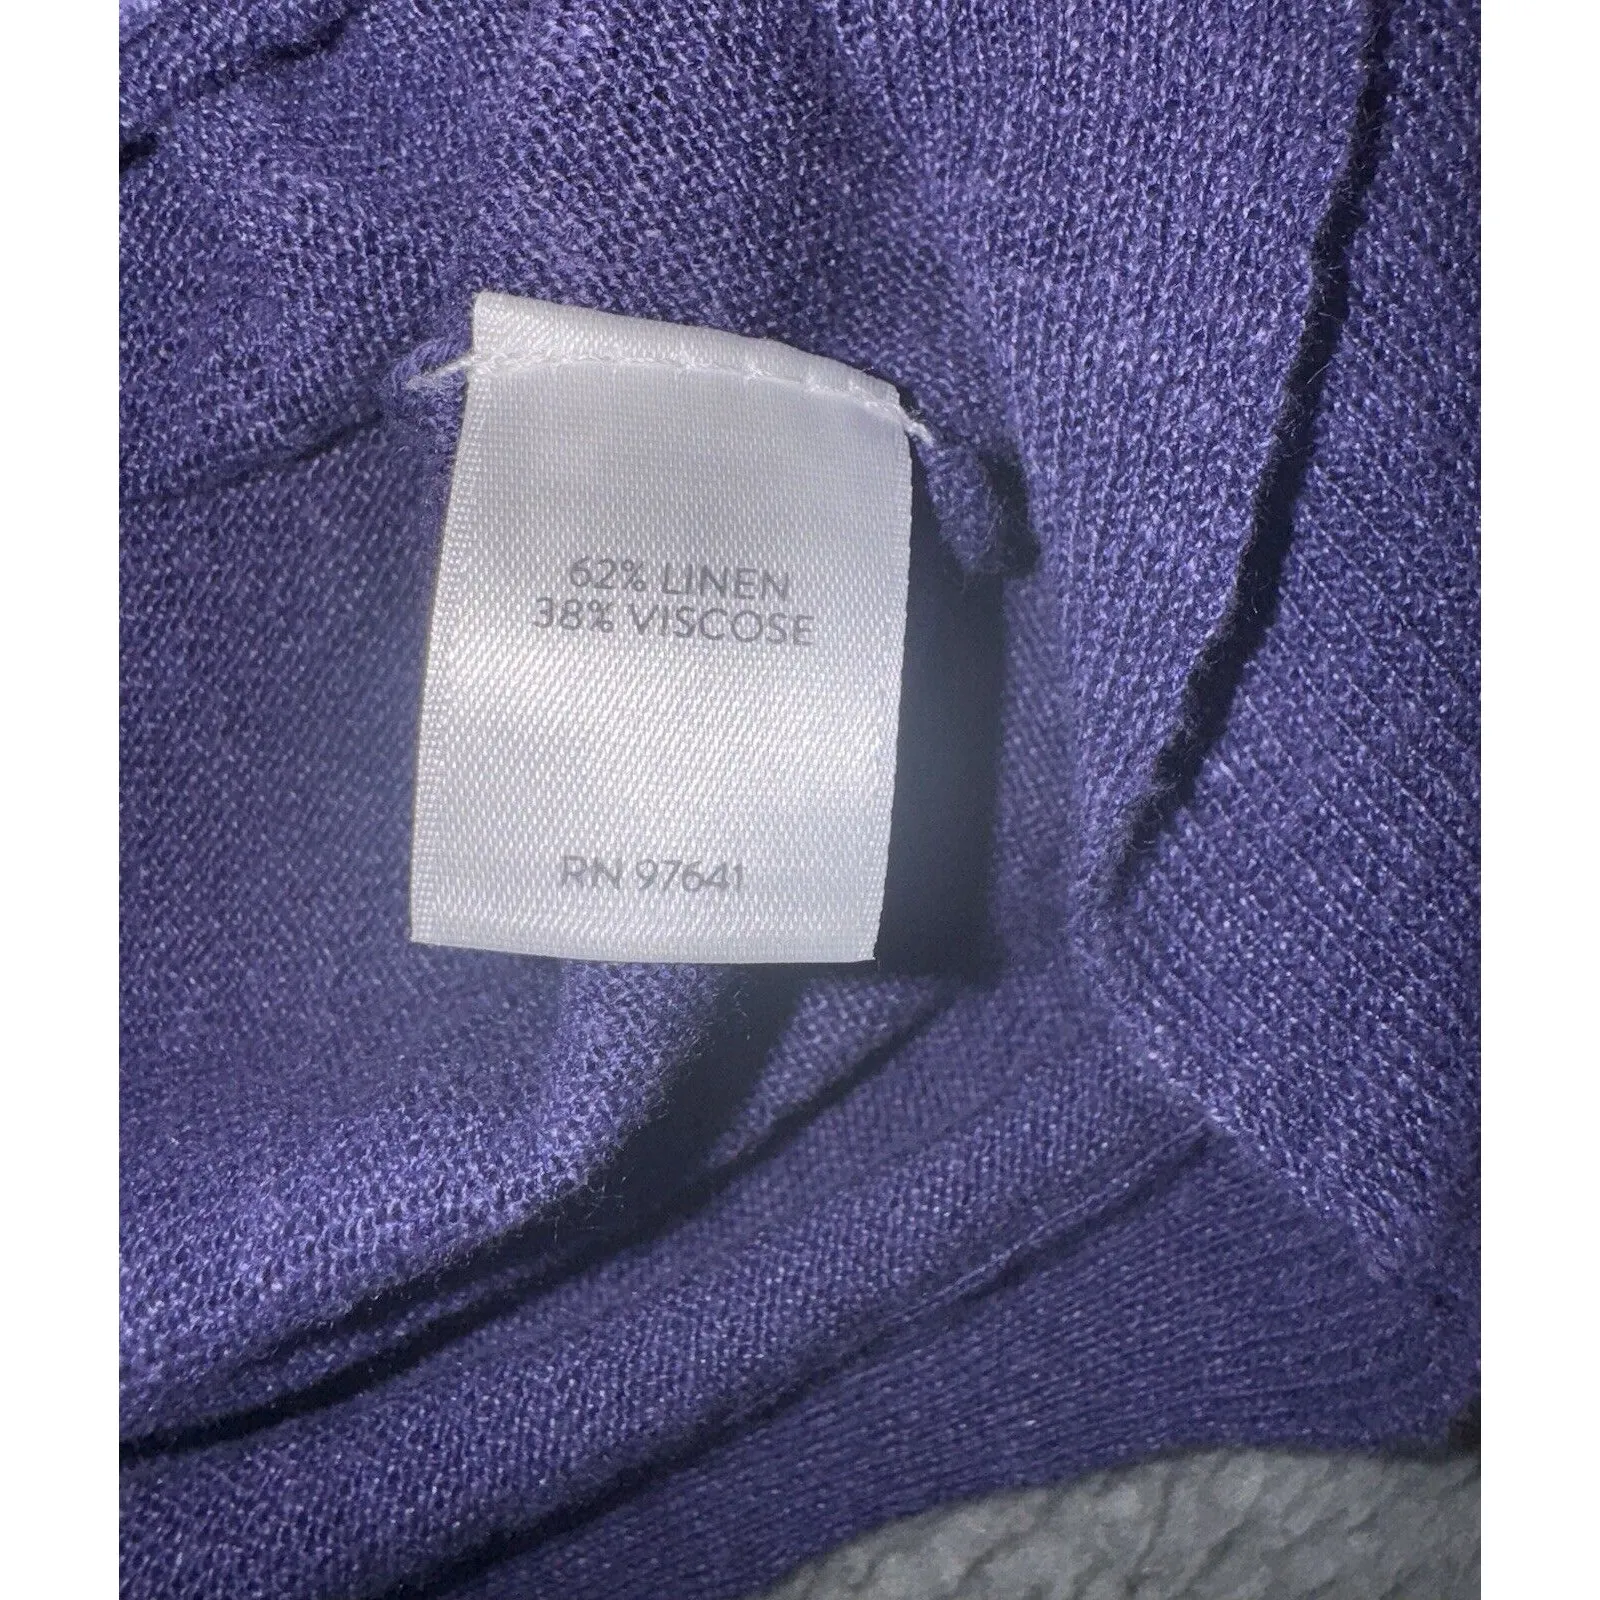 62% LINEN
38% VISCOSE
RN 97641